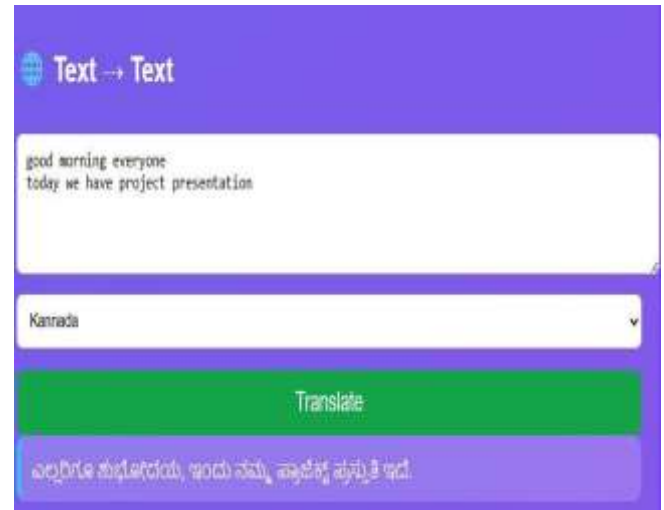 Text → Text
good morning everyone
today we have project presentation
Kannada
Translate
ಎಲ್ಲರಿಗೂ ಶುಭೋದಯ, ಇಂದು ನಮ್ಮ ಪ್ರಾಜೆಕ್ಟ್ ಪ್ರಸ್ತುತಿ ಇದೆ.